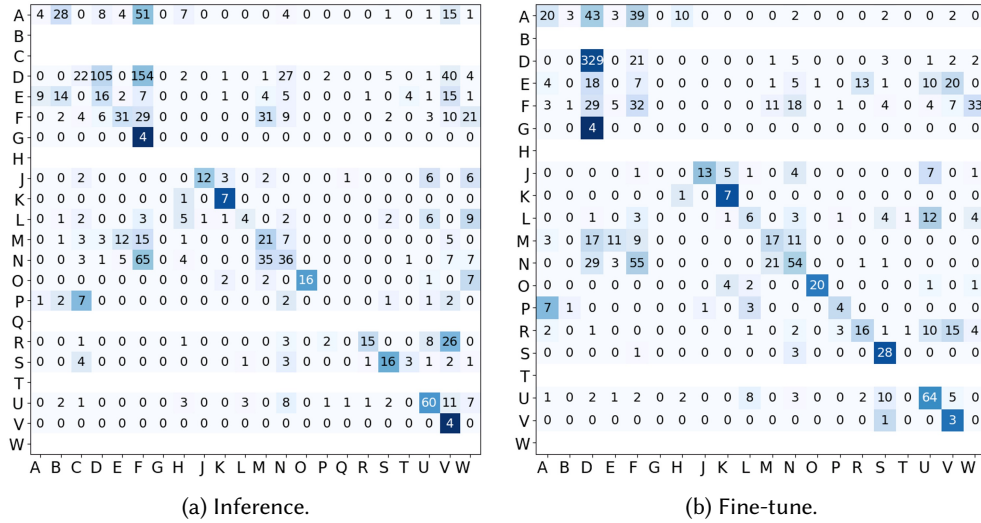 A 4 28 0 8 4 51 0 7 0 0 0 0 4 0 0 0 0 1 0 1 15 1
B
C
D 0 0 22 105 0 154 0 2 0 1 0 1 27 0 0 0 0 5 0 1 40 4
E 9 14 0 16 2 7 0 0 0 1 0 4 5 0 0 0 1 0 4 1 15 1
F 0 2 4 6 31 29 0 0 0 0 0 31 9 0 0 0 0 2 0 3 10 21
G 0 0 0 0 0 4 0 0 0 0 0 0 0 0 0 0 0 0 0 0 0 0
H
J 0 0 2 0 0 0 0 0 12 3 0 2 0 0 0 1 0 0 0 6 0 6
K 0 0 0 0 0 0 0 1 0 7 0 0 0 0 0 0 0 0 0 0 0 0
L 0 1 2 0 0 3 0 5 1 1 4 0 2 0 0 0 0 2 0 6 0 9
M 0 1 3 3 12 15 0 1 0 0 0 21 7 0 0 0 0 0 0 0 5 0
N 0 0 3 1 5 65 0 4 0 0 0 35 36 0 0 0 0 0 1 0 7 7
O 0 0 0 0 0 0 0 0 0 2 0 2 0 16 0 0 0 0 0 1 0 7
P 1 2 7 0 0 0 0 0 0 0 0 0 2 0 0 0 0 1 0 1 2 0
Q
R 0 0 1 0 0 0 0 1 0 0 0 0 3 0 2 0 15 0 0 8 26 0
S 0 0 4 0 0 0 0 0 0 0 1 0 3 0 0 0 1 16 3 1 2 1
T
U 0 2 1 0 0 0 0 3 0 0 3 0 8 0 1 1 1 2 0 60 11 7
V 0 0 0 0 0 0 0 0 0 0 0 0 0 0 0 0 0 0 0 0 4 0
W
A B C D E F G H J K L M N O P Q R S T U V W
(a) Inference.
A 20 3 43 3 39 0 10 0 0 0 0 2 0 0 0 2 0 0 2 0
B
D 0 0 329 0 21 0 0 0 0 0 0 2 0 0 0 3 0 1 2 2
E 4 0 18 0 7 0 0 0 0 0 1 5 1 0 13 1 0 10 20 0
F 3 1 29 5 32 0 0 0 0 0 11 18 0 1 0 4 0 4 7 33
G 0 0 4 0 0 0 0 0 0 0 0 0 0 0 0 0 0 0 0 0
H
J 0 0 0 0 1 0 0 13 5 1 0 4 0 0 0 0 0 7 0 1
K 0 0 0 0 0 0 1 0 7 0 0 0 0 0 0 0 0 0 0 0
L 0 0 1 0 3 0 0 0 1 6 0 3 0 1 0 4 1 12 0 4
M 3 0 17 11 9 0 0 0 0 0 17 11 0 0 0 0 0 0 0 0
N 0 0 29 3 55 0 0 0 0 0 21 54 0 0 1 1 0 0 0 0
O 0 0 0 0 0 0 0 0 4 2 0 0 20 0 0 0 0 1 0 1
P 7 1 0 0 0 0 0 1 0 3 0 0 0 4 0 0 0 0 0 0
R 2 0 1 0 0 0 0 0 0 1 0 2 0 3 16 1 1 10 15 4
S 0 0 0 0 1 0 0 0 0 0 0 3 0 0 0 28 0 0 0 0
T
U 1 0 2 1 2 0 2 0 0 8 0 3 0 0 2 10 0 64 5 0
V 0 0 0 0 0 0 0 0 0 0 0 0 0 0 0 1 0 0 3 0
W
A B D E F G H J K L M N O P R S T U V W
(b) Fine-tune.